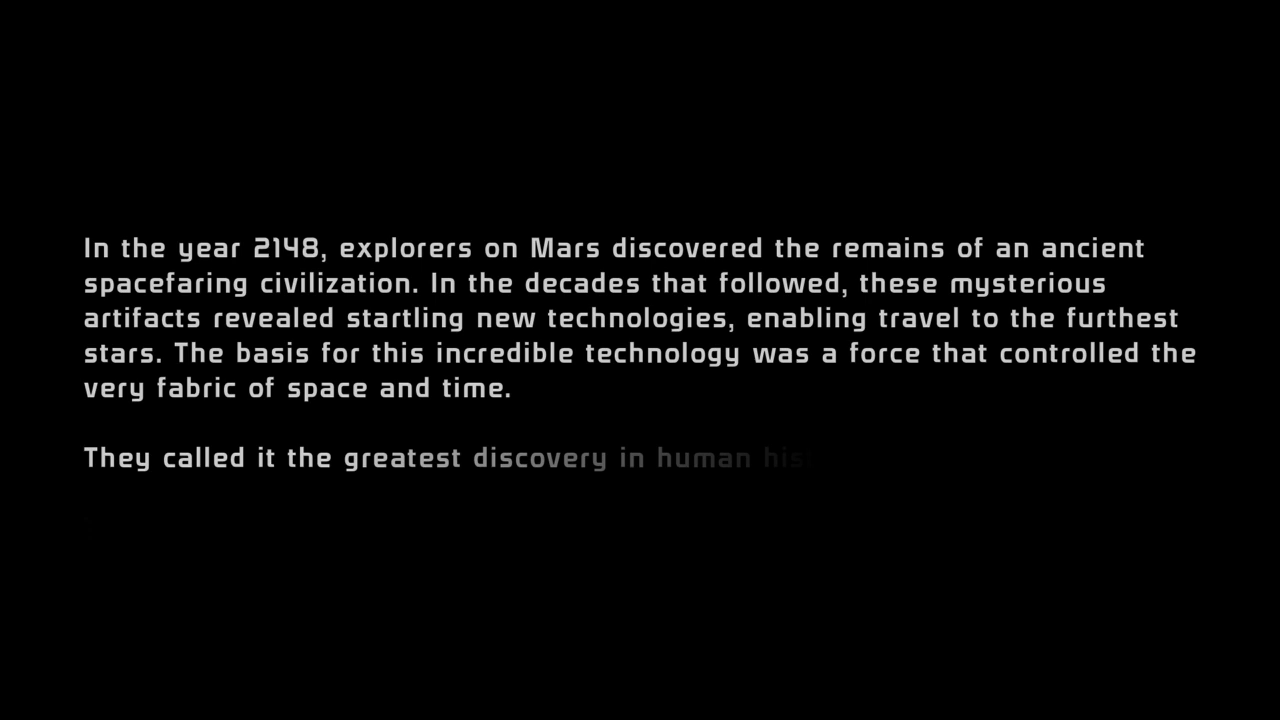 In the year 2148, explorers on Mars discovered the remains of an ancient
spacefaring civilization. In the decades that followed, these mysterious
artifacts revealed startling new technologies, enabling travel to the furthest
stars. The basis for this incredible technology was a force that controlled the
very fabric of space and time.
They called it the greatest discovery in human